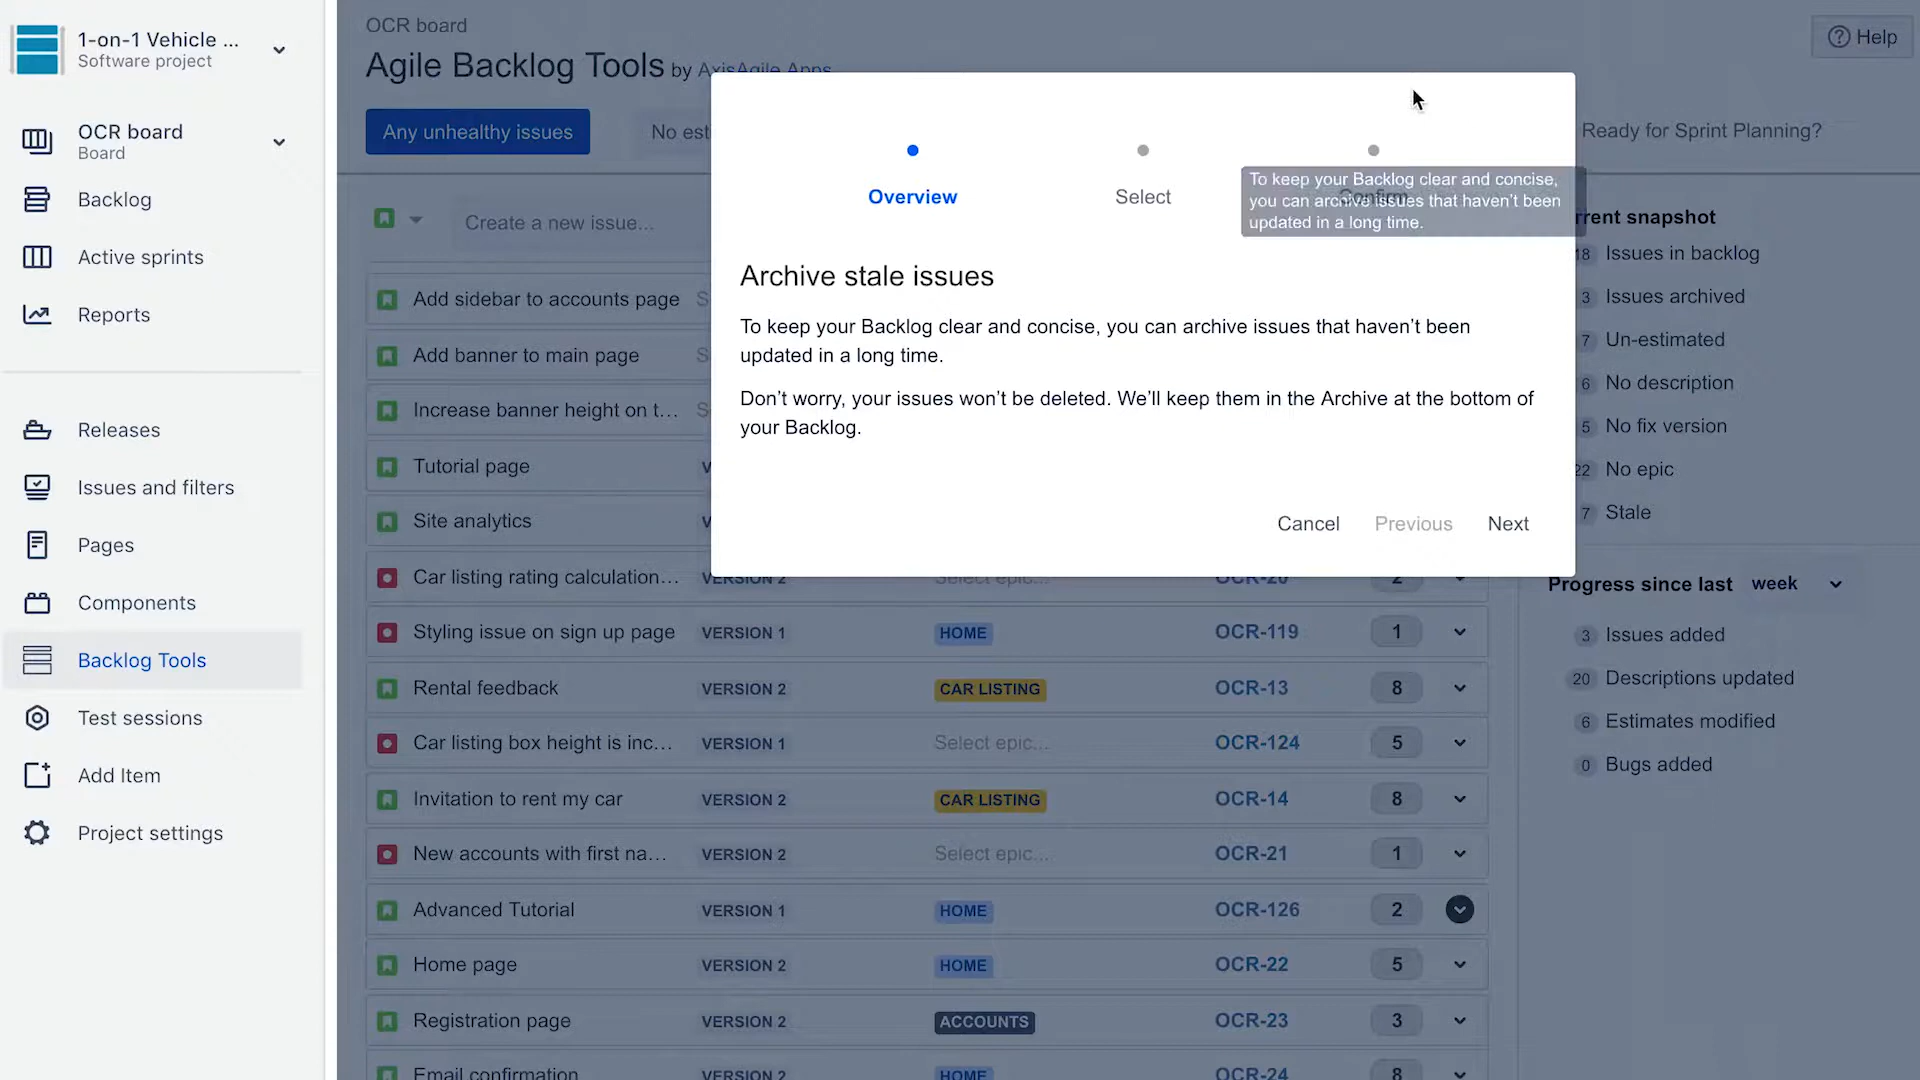 1-on-1 Vehicle ...
Software project
OCR board
Board
Backlog
Active sprints
Reports
Releases
Issues and filters
Pages
Components
Backlog Tools
Test sessions
Add Item
Project settings
OCR board
Agile Backlog Tools by AxisAgile Apps
Help
Any unhealthy issues
No est
Ready for Sprint Planning?
Create a new issue...
Add sidebar to accounts page S
Add banner to main page S
Increase banner height on t... S
Tutorial page V
Site analytics V
Car listing rating calculation... VERSION 2 Select epic... OCR-20 2
Styling issue on sign up page VERSION 1 HOME OCR-119 1
Rental feedback VERSION 2 CAR LISTING OCR-13 8
Car listing box height is inc... VERSION 1 Select epic... OCR-124 5
Invitation to rent my car VERSION 2 CAR LISTING OCR-14 8
New accounts with first na... VERSION 2 Select epic... OCR-21 1
Advanced Tutorial VERSION 1 HOME OCR-126 2
Home page VERSION 2 HOME OCR-22 5
Registration page VERSION 2 ACCOUNTS OCR-23 3
Email confirmation VERSION 2 HOME OCR-24 8
Overview
Select
Confirm
To keep your Backlog clear and concise,
you can archive issues that haven't been
updated in a long time.
Archive stale issues
To keep your Backlog clear and concise, you can archive issues that haven't been
updated in a long time.
Don't worry, your issues won't be deleted. We'll keep them in the Archive at the bottom of
your Backlog.
Cancel Previous Next
rrent snapshot
18 Issues in backlog
3 Issues archived
7 Un-estimated
6 No description
5 No fix version
22 No epic
7 Stale
Progress since last week
3 Issues added
20 Descriptions updated
6 Estimates modified
0 Bugs added